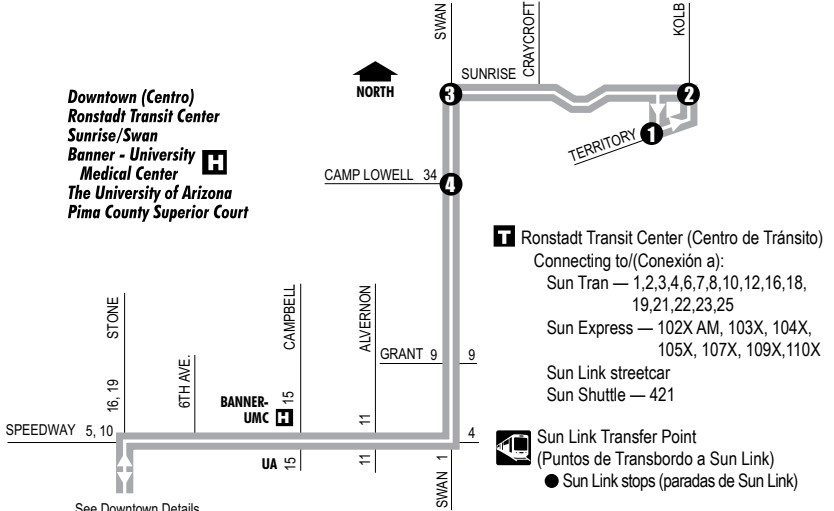 SWAN
CRAYCROFT
KOLB
SUNRISE
NORTH
3
2
1
TERRITORY
Downtown (Centro)
Ronstadt Transit Center
Sunrise/Swan
Banner - University H
Medical Center
The University of Arizona
Pima County Superior Court
CAMP LOWELL 34
4
T Ronstadt Transit Center (Centro de Tránsito)
Connecting to/(Conexión a):
Sun Tran — 1,2,3,4,6,7,8,10,12,16,18,
19,21,22,23,25
Sun Express — 102X AM, 103X, 104X,
105X, 107X, 109X,110X
Sun Link streetcar
Sun Shuttle — 421
Sun Link Transfer Point
(Puntos de Transbordo a Sun Link)
Sun Link stops (paradas de Sun Link)
STONE
16, 19
6TH AVE.
CAMPBELL
15
ALVERNON
11
GRANT 9
9
BANNER-
UMC H
SPEEDWAY 5, 10
4
UA 15
11
SWAN 1
See Downtown Details